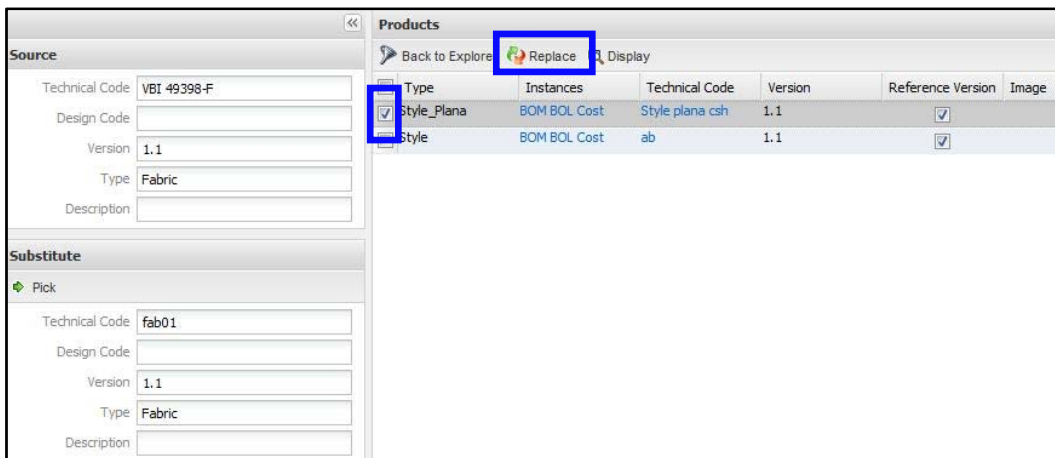 Source
Technical Code VBI 49398-F
Design Code
Version 1.1
Type Fabric
Description
Substitute
Pick
Technical Code fab01
Design Code
Version 1.1
Type Fabric
Description
Products
Back to Explore Replace Display
Type Instances Technical Code Version Reference Version Image
Style_Plana BOM BOL Cost Style plana csh 1.1
Style BOM BOL Cost ab 1.1